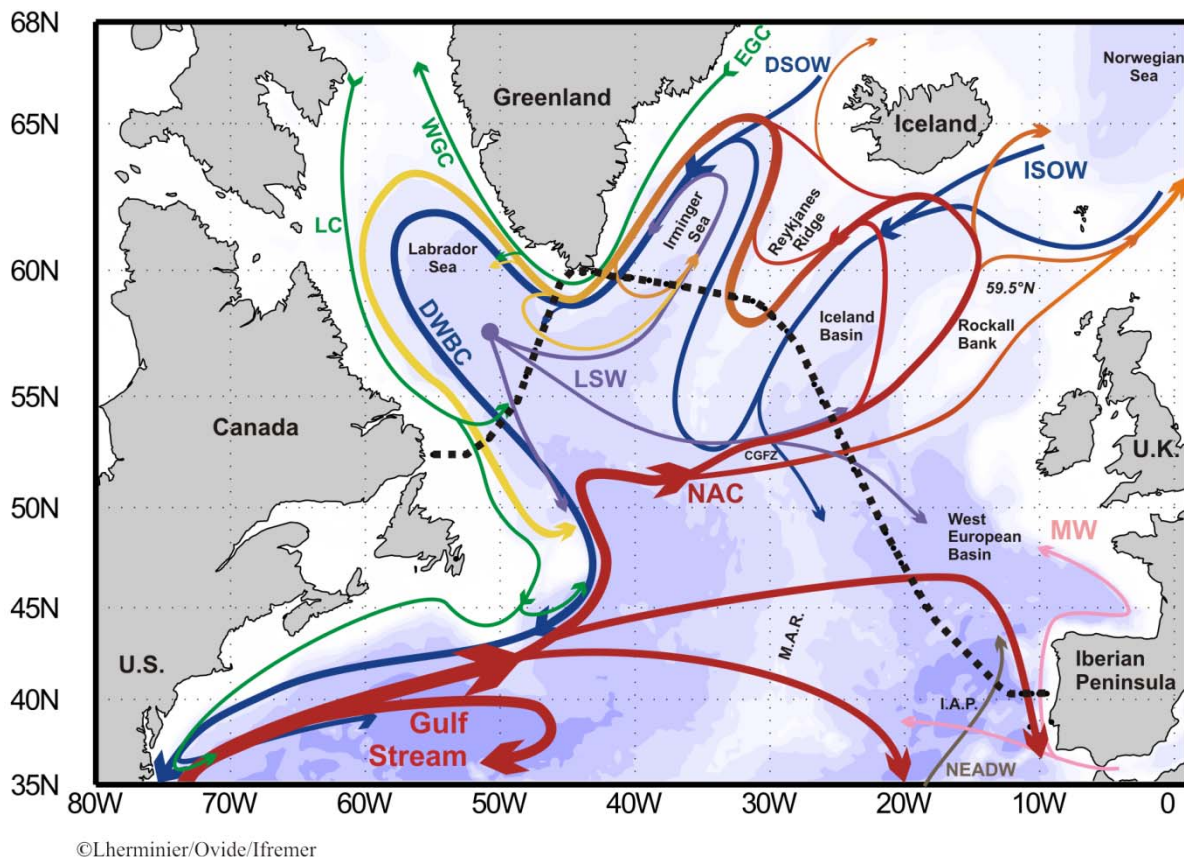 68N
65N
60N
55N
50N
45N
40N
35N
80W
70W
60W
50W
40W
30W
20W
10W
0
Greenland
EGC
DSOW
Iceland
Norwegian
Sea
WGC
LC
ISOW
Irminger
Sea
Reykjanes
Ridge
Labrador
Sea
59.5°N
DWBC
Iceland
Basin
Rockall
Bank
LSW
Canada
CGFZ
U.K.
NAC
West
European
Basin
MW
M.A.R.
U.S.
Iberian
Peninsula
I.A.P.
Gulf
Stream
NEADW
©Lherminier/Ovide/Ifremer